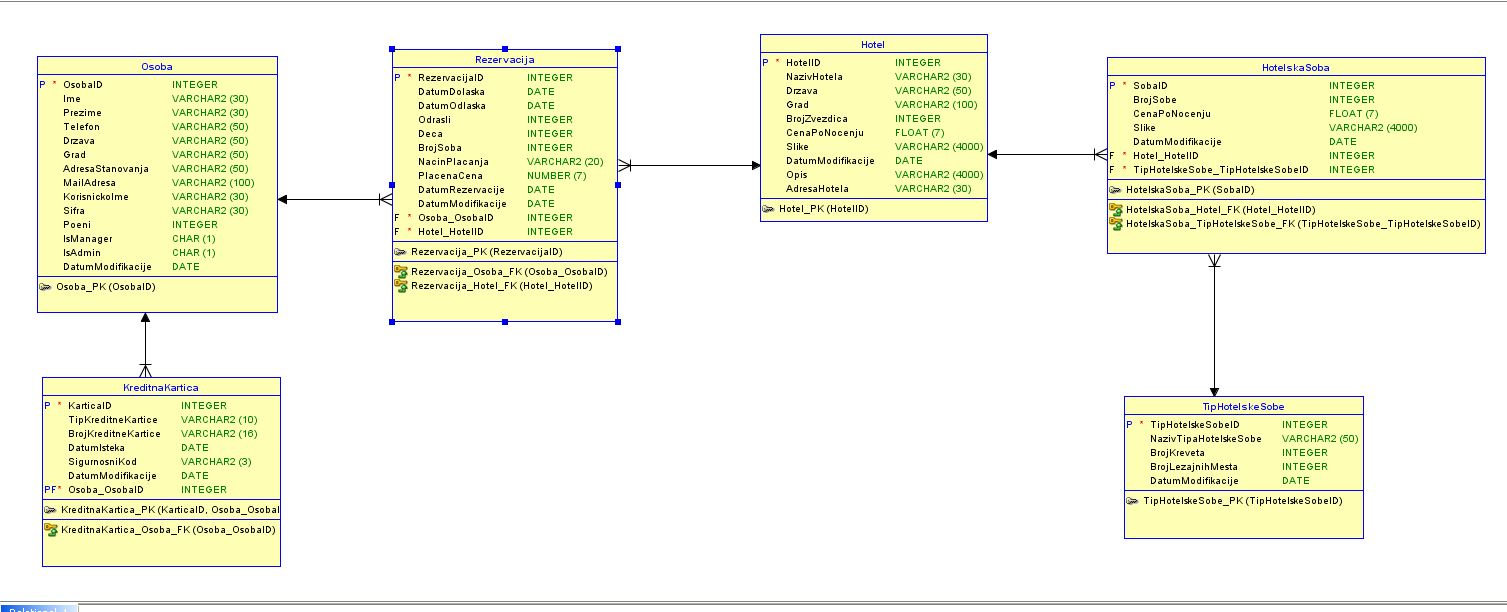 Osoba
P * OsobaID INTEGER
Ime VARCHAR2 (30)
Prezime VARCHAR2 (30)
Telefon VARCHAR2 (50)
Drzava VARCHAR2 (50)
Grad VARCHAR2 (50)
AdresaStanovanja VARCHAR2 (50)
MailAdresa VARCHAR2 (100)
KorisnickoIme VARCHAR2 (30)
Sifra VARCHAR2 (30)
Poeni INTEGER
IsManager CHAR (1)
IsAdmin CHAR (1)
DatumModifikacije DATE
Osoba_PK (OsobaID)
Rezervacija
P * RezervacijaID INTEGER
DatumDolaska DATE
DatumOdlaska DATE
Odrasli INTEGER
Deca INTEGER
BrojSoba INTEGER
NacinPlacanja VARCHAR2 (20)
PlacenaCena NUMBER (7)
DatumRezervacije DATE
DatumModifikacije DATE
F * Osoba_OsobaID INTEGER
F * Hotel_HotelID INTEGER
Rezervacija_PK (RezervacijaID)
Rezervacija_Osoba_FK (Osoba_OsobaID)
Rezervacija_Hotel_FK (Hotel_HotelID)
Hotel
P * HotelID INTEGER
NazivHotela VARCHAR2 (30)
Drzava VARCHAR2 (50)
Grad VARCHAR2 (100)
BrojZvezdica INTEGER
CenaPoNocenju FLOAT (7)
Slike VARCHAR2 (4000)
DatumModifikacije DATE
Opis VARCHAR2 (4000)
AdresaHotela VARCHAR2 (30)
Hotel_PK (HotelID)
HotelskaSoba
P * SobaID INTEGER
BrojSobe INTEGER
CenaPoNocenju FLOAT (7)
Slike VARCHAR2 (4000)
DatumModifikacije DATE
F * Hotel_HotelID INTEGER
F * TipHotelskeSobe_TipHotelskeSobeID INTEGER
HotelskaSoba_PK (SobaID)
HotelskaSoba_Hotel_FK (Hotel_HotelID)
HotelskaSoba_TipHotelskeSobe_FK (TipHotelskeSobe_TipHotelskeSobeID)
KreditnaKartica
P * KarticaID INTEGER
TipKreditneKartice VARCHAR2 (10)
BrojKreditneKartice VARCHAR2 (16)
DatumIsteka DATE
SigurnosniKod VARCHAR2 (3)
DatumModifikacije DATE
PF* Osoba_OsobaID INTEGER
KreditnaKartica_PK (KarticaID, Osoba_Osobal
KreditnaKartica_Osoba_FK (Osoba_OsobaID)
TipHotelskeSobe
P * TipHotelskeSobeID INTEGER
NazivTipaHotelskeSobe VARCHAR2 (50)
BrojKreveta INTEGER
BrojLezajnihMesta INTEGER
DatumModifikacije DATE
TipHotelskeSobe_PK (TipHotelskeSobeID)